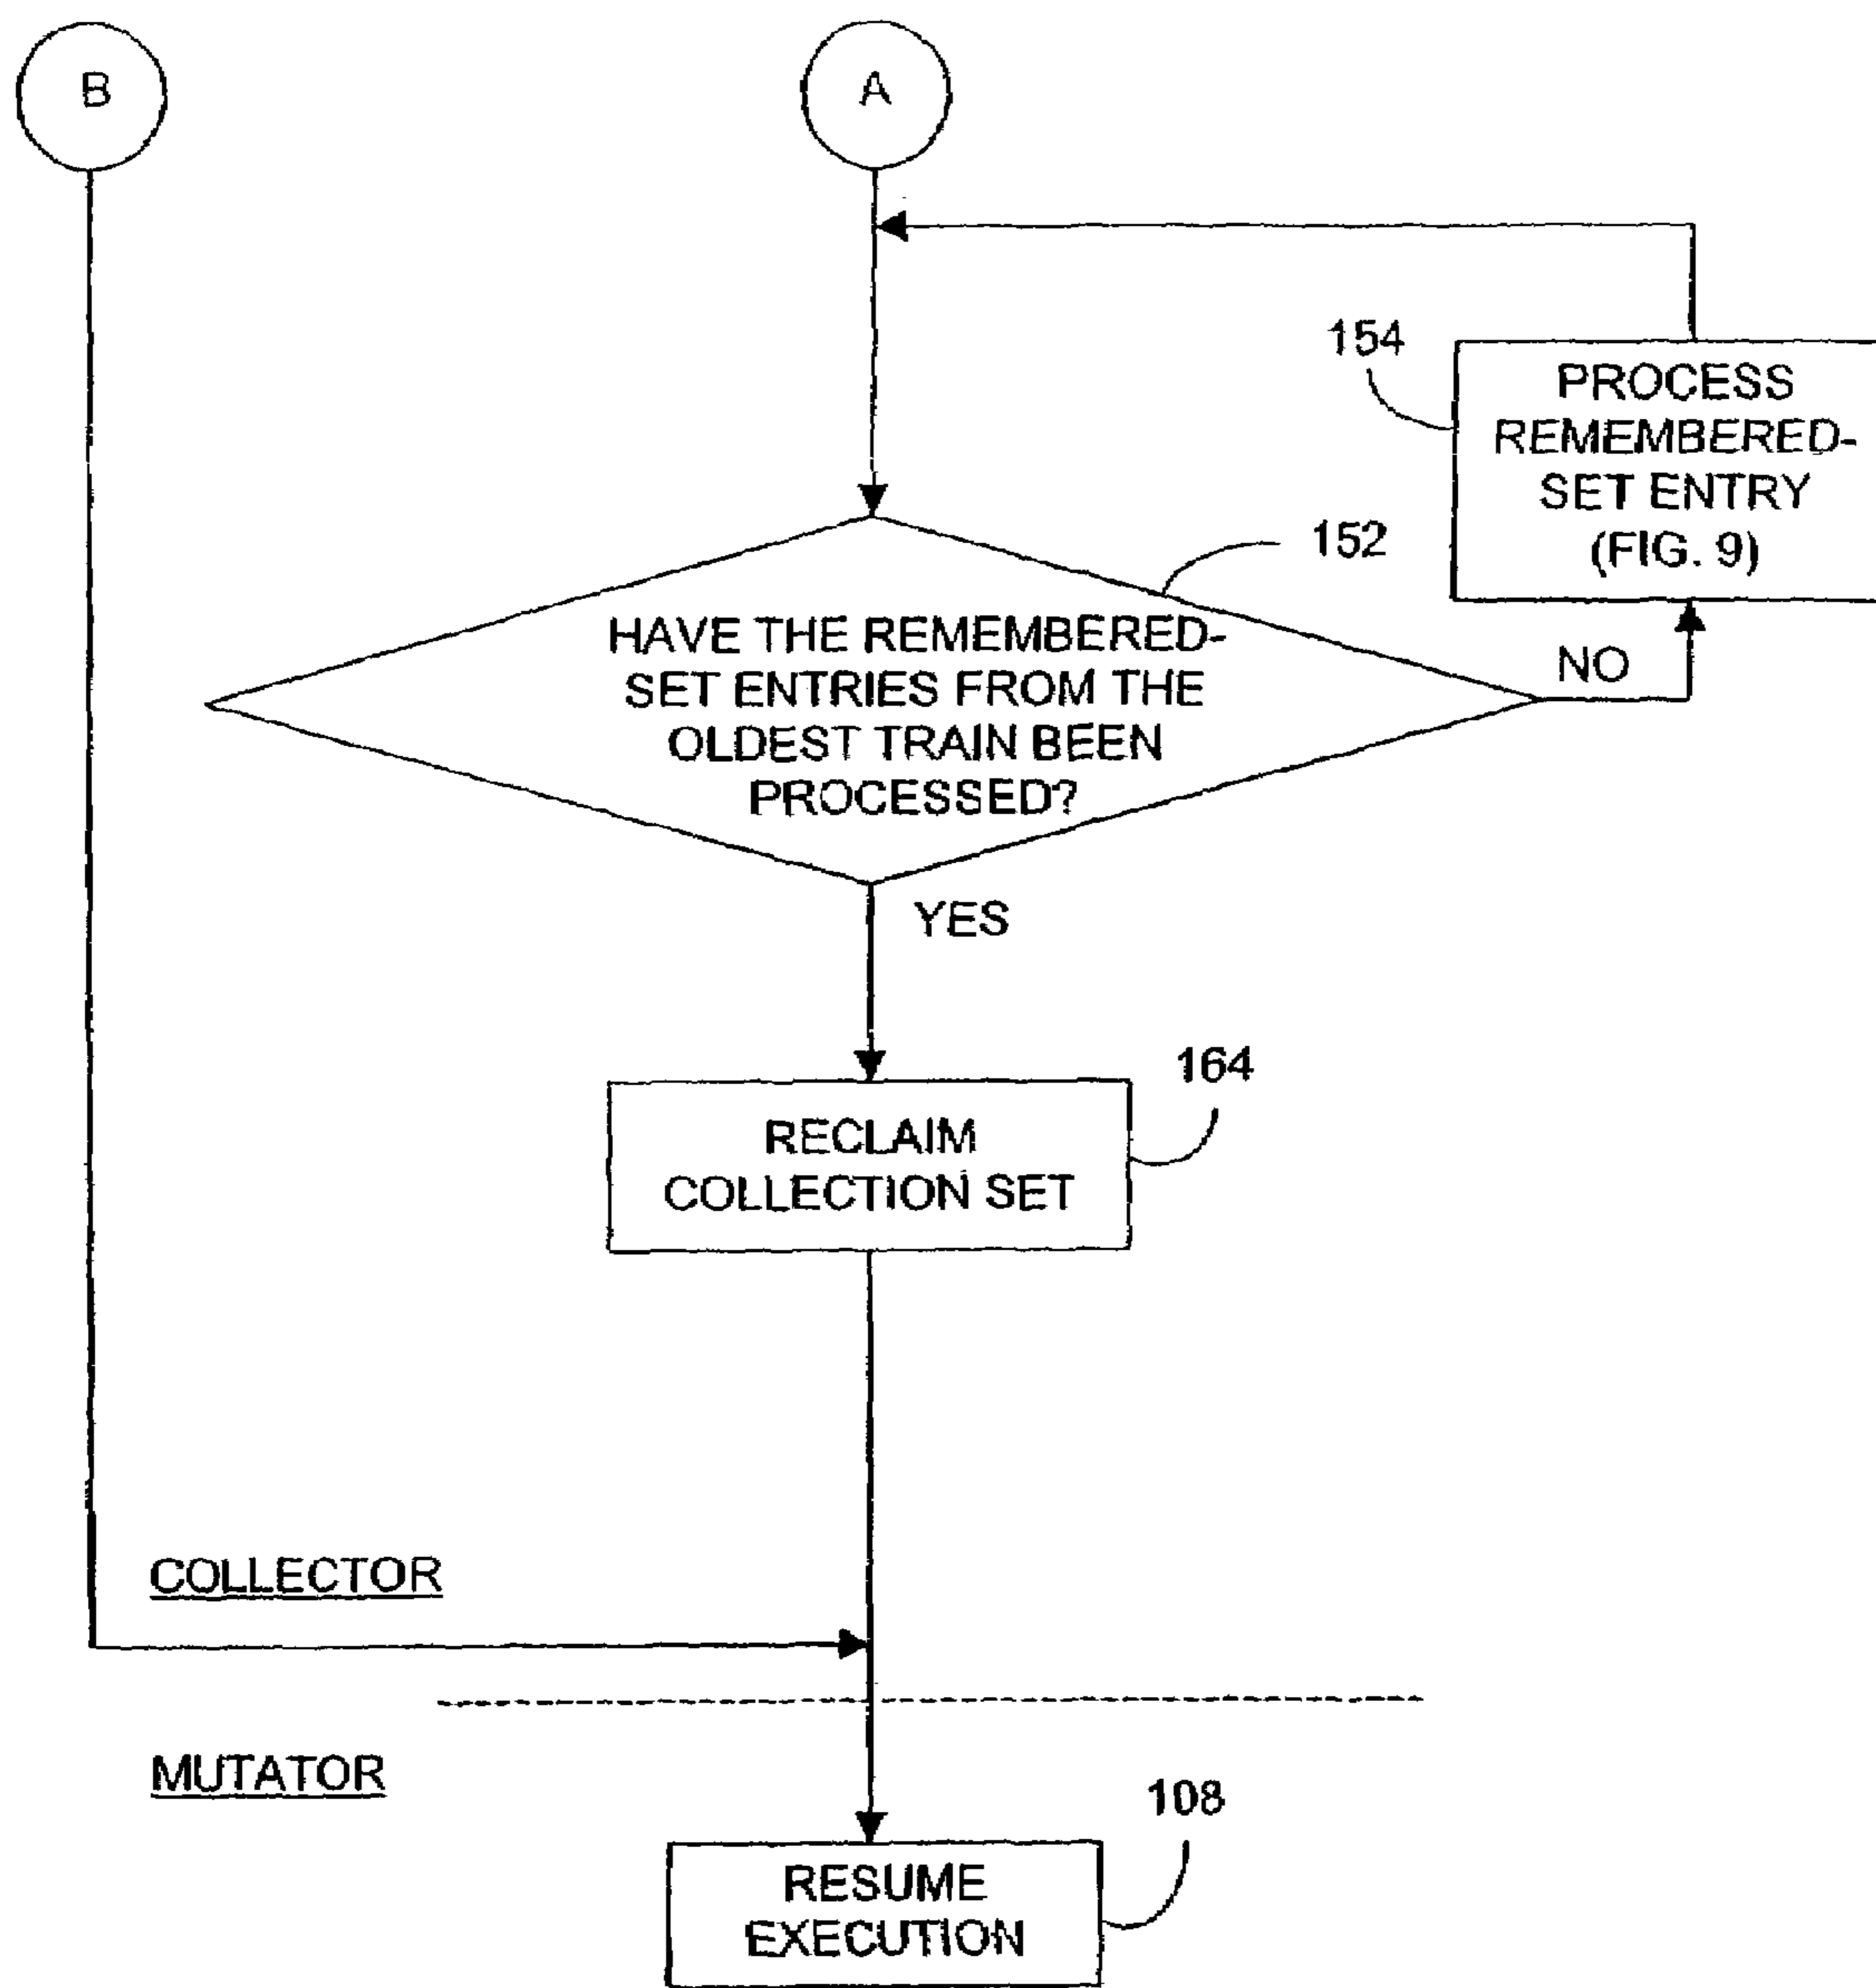 B
A
154
PROCESS
REMEMBERED-
SET ENTRY
(FIG. 9)
152
HAVE THE REMEMBERED-
SET ENTRIES FROM THE
OLDEST TRAIN BEEN
PROCESSED?
NO
YES
164
RECLAIM
COLLECTION SET
COLLECTOR
MUTATOR
108
RESUME
EXECUTION